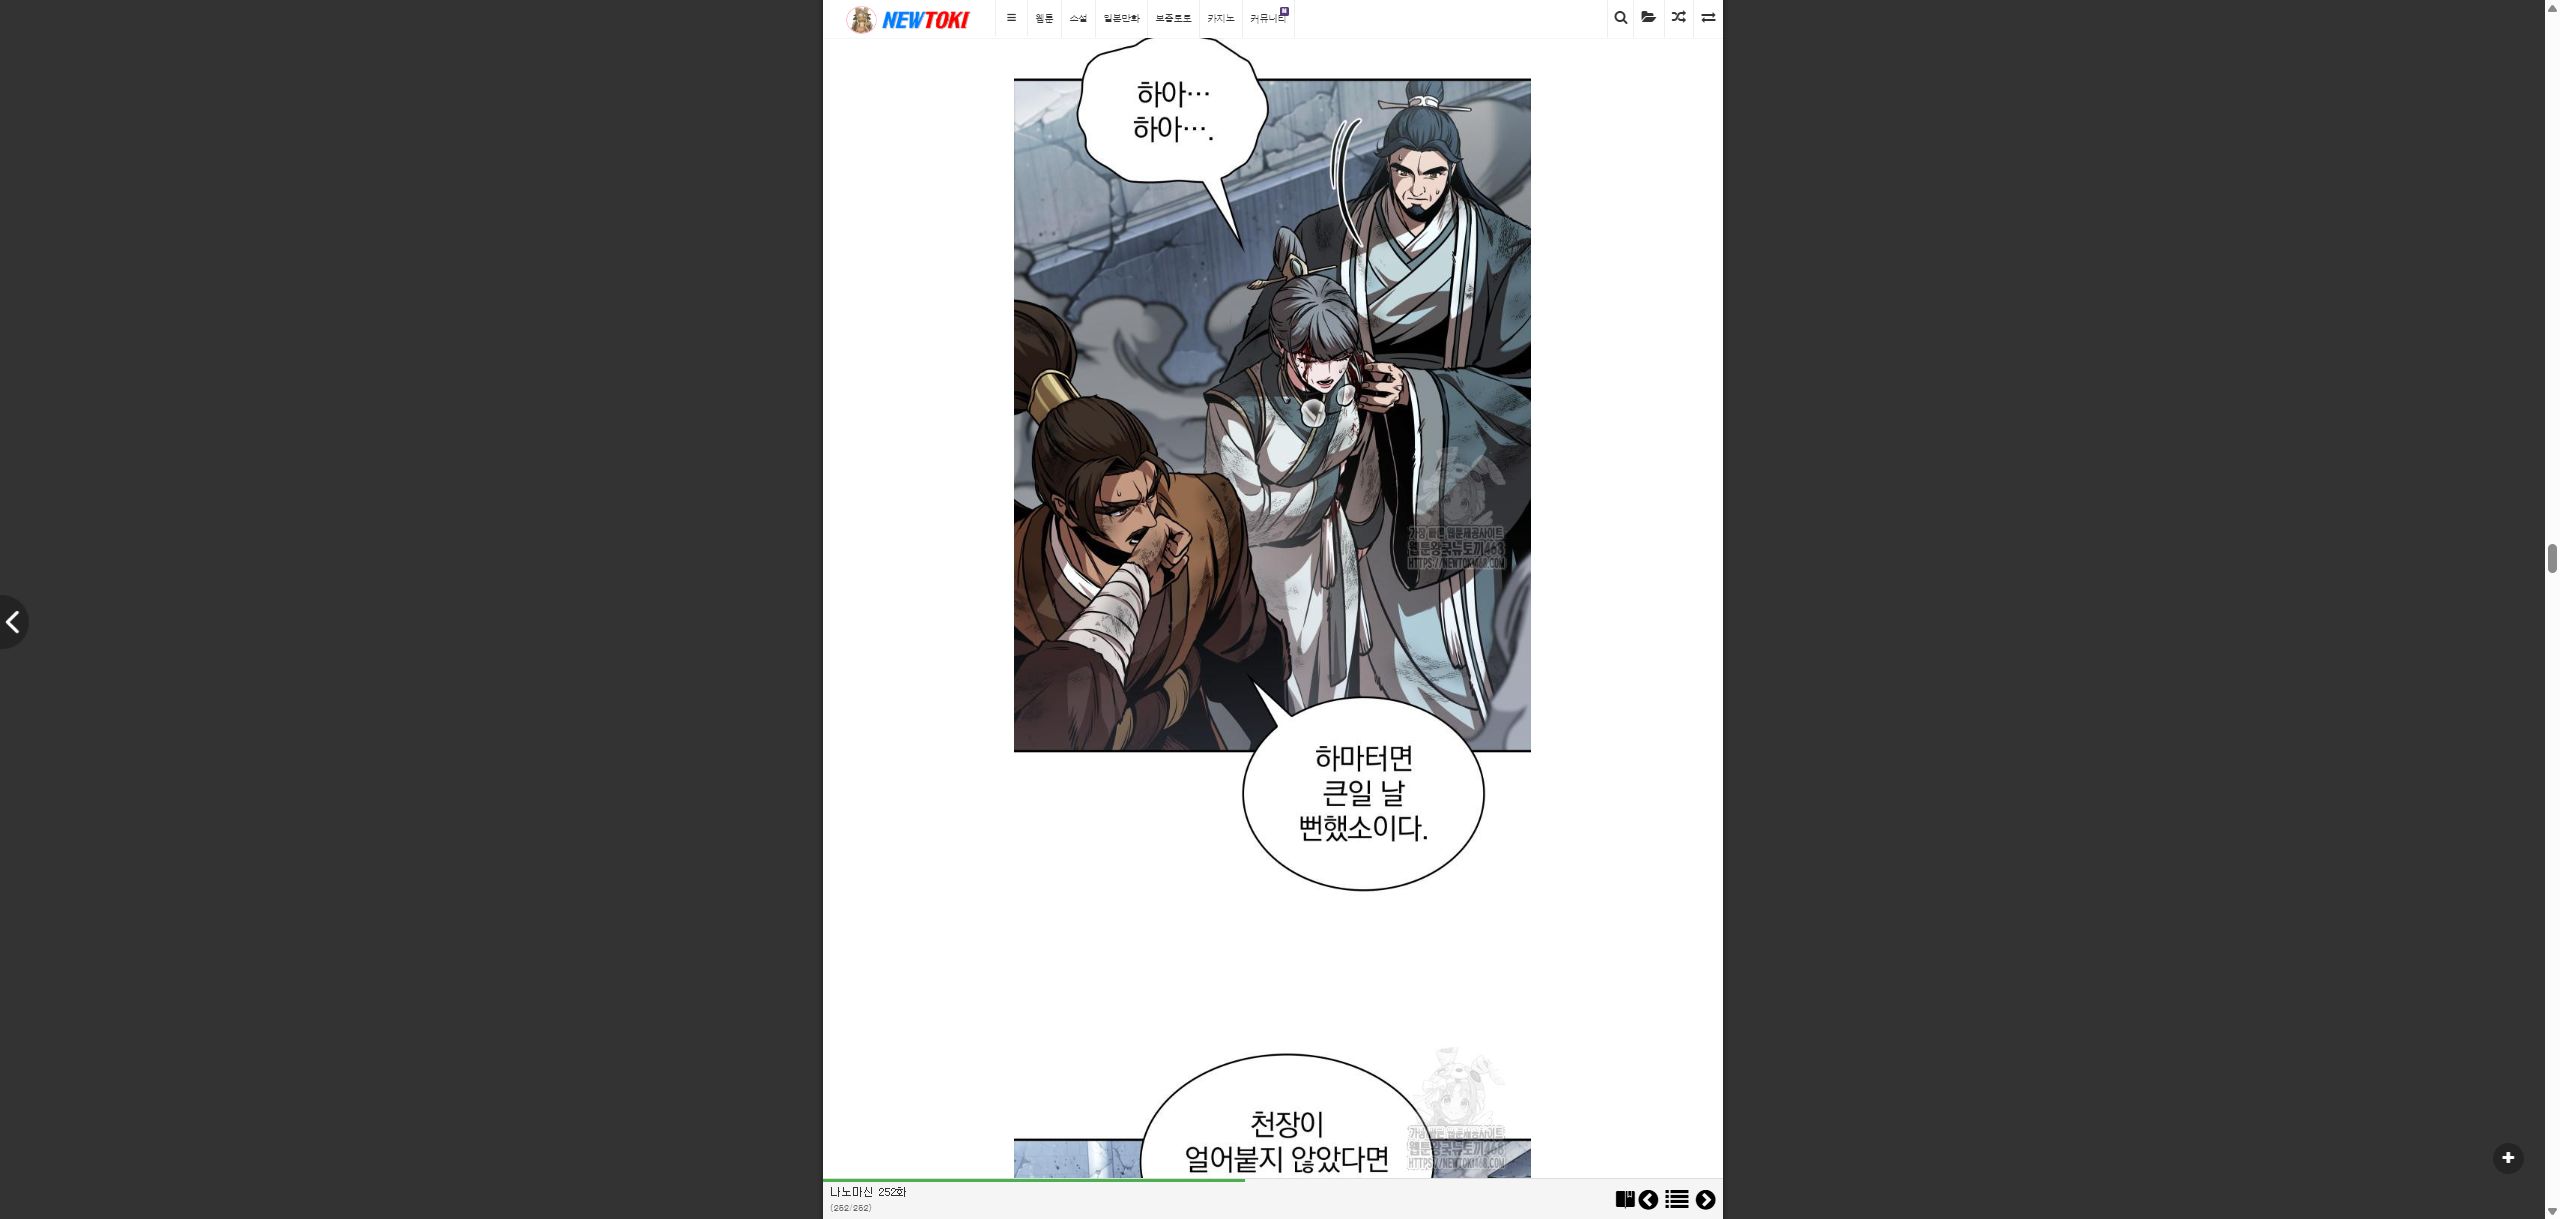 NEWTOKI
웹툰
소설
일본만화
보증토토
카지노
커뮤니티
하아…
하아….
가장 빠른 웹툰제공사이트
웹툰왕국뉴토끼468
HTTPS://NEWTOKI468.COM
하마터면
큰일 날
뻔했소이다.
천장이
얼어붙지 않았다면
가장 빠른 웹툰제공사이트
웹툰왕국뉴토끼468
HTTPS://NEWTOKI468.COM
나노마신 252화
(252/252)